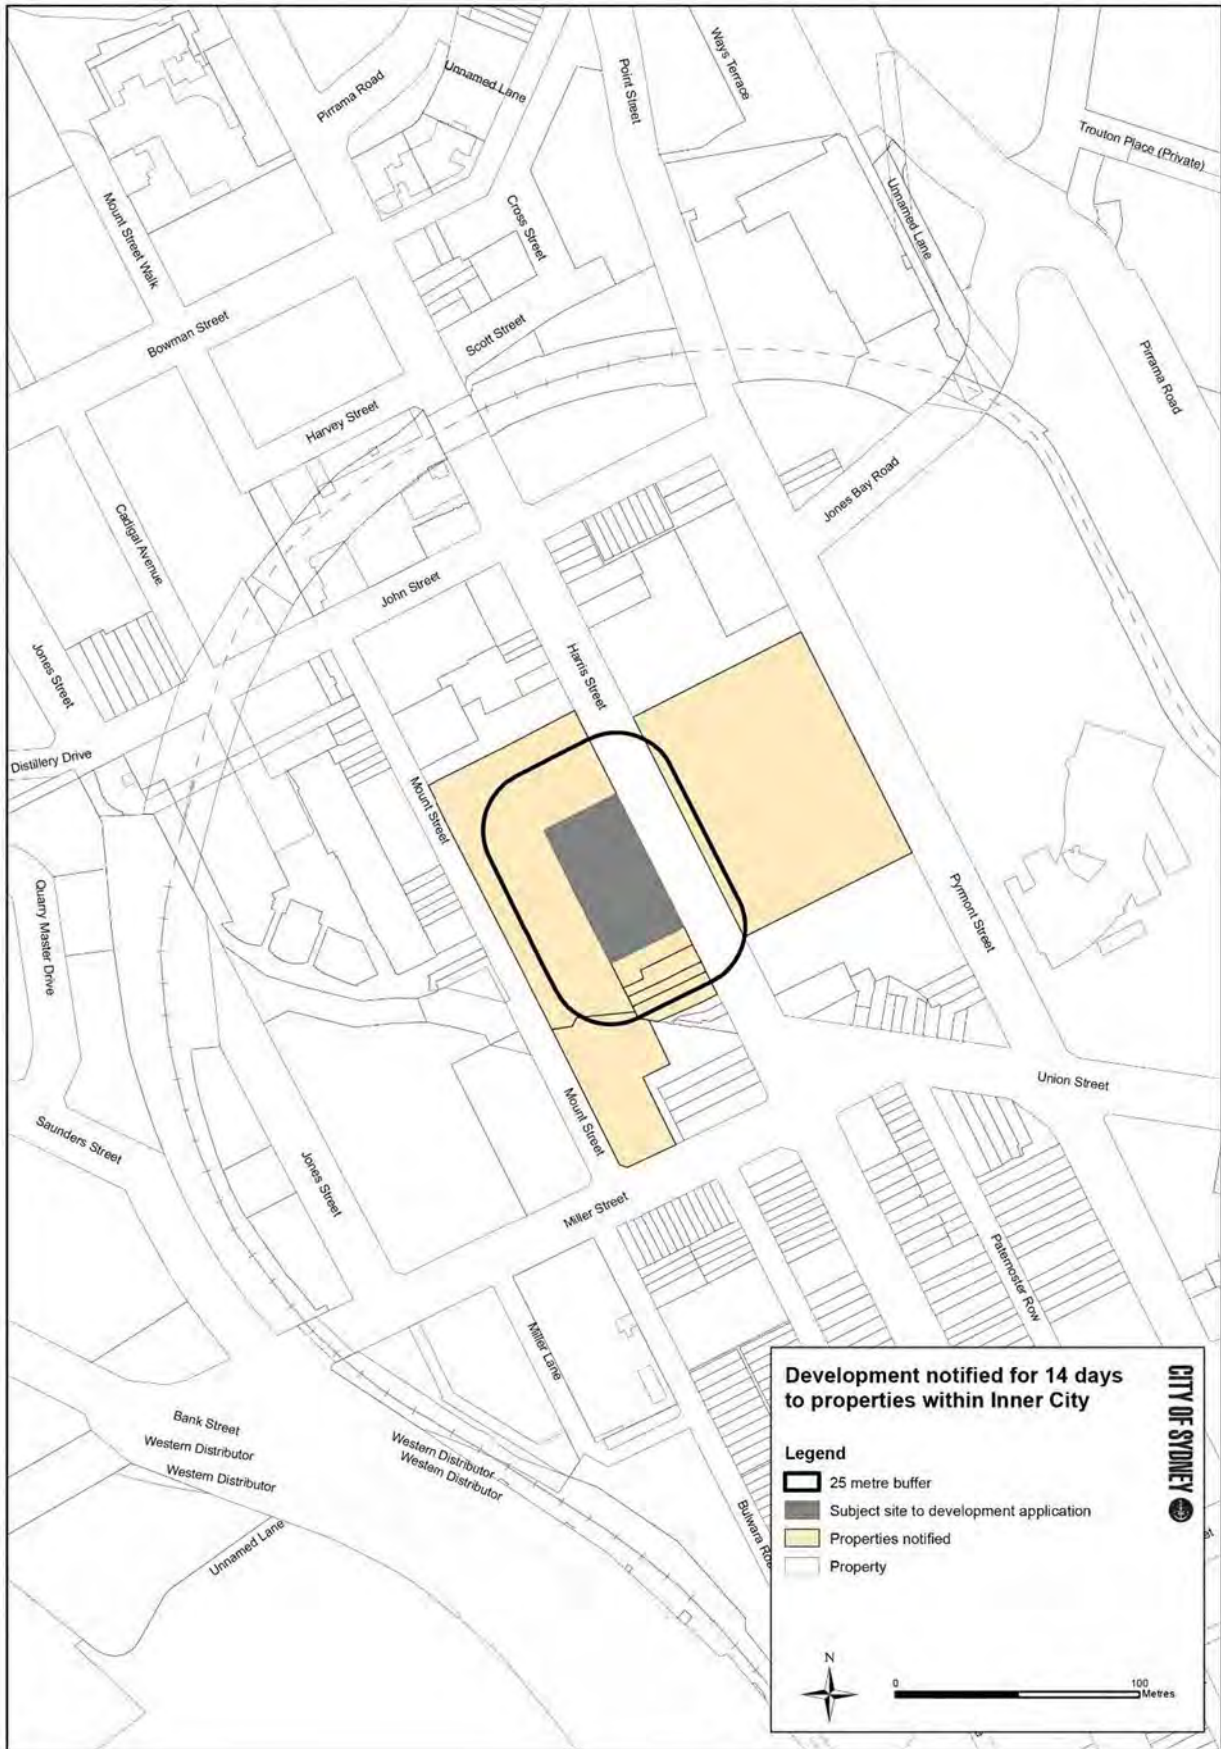 Pirrama Road
Unnamed Lane
Point Street
Ways Terrace
Trouton Place (Private)
Mount Street Walk
Cross Street
Unnamed Lane
Bowman Street
Scott Street
Pirrama Road
Harvey Street
Jones Bay Road
Cadigal Avenue
John Street
Jones Street
Harris Street
Distillery Drive
Mount Street
Quarry Master Drive
Pyrmont Street
Union Street
Saunders Street
Mount Street
Jones Street
Miller Street
Paternoster Row
Miller Lane
Bank Street
Western Distributor
Western Distributor
Western Distributor
Western Distributor
Unnamed Lane
Bulwara Roa
et
Development notified for 14 days
to properties within Inner City
CITY OF SYDNEY
Legend
25 metre buffer
Subject site to development application
Properties notified
Property
N
0 100
Metres